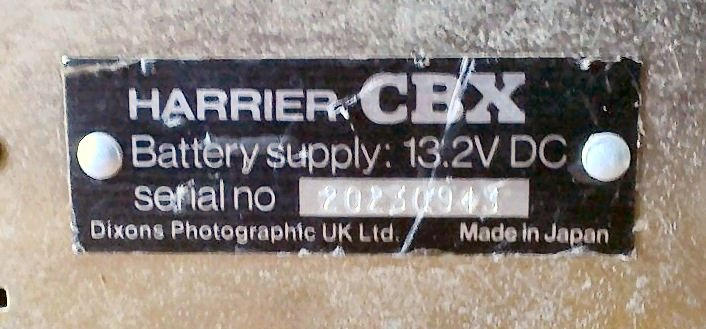 HARRIER CBX
Battery supply: 13.2V DC
serial no 20230943
Dixons Photographic UK Ltd. Made in Japan